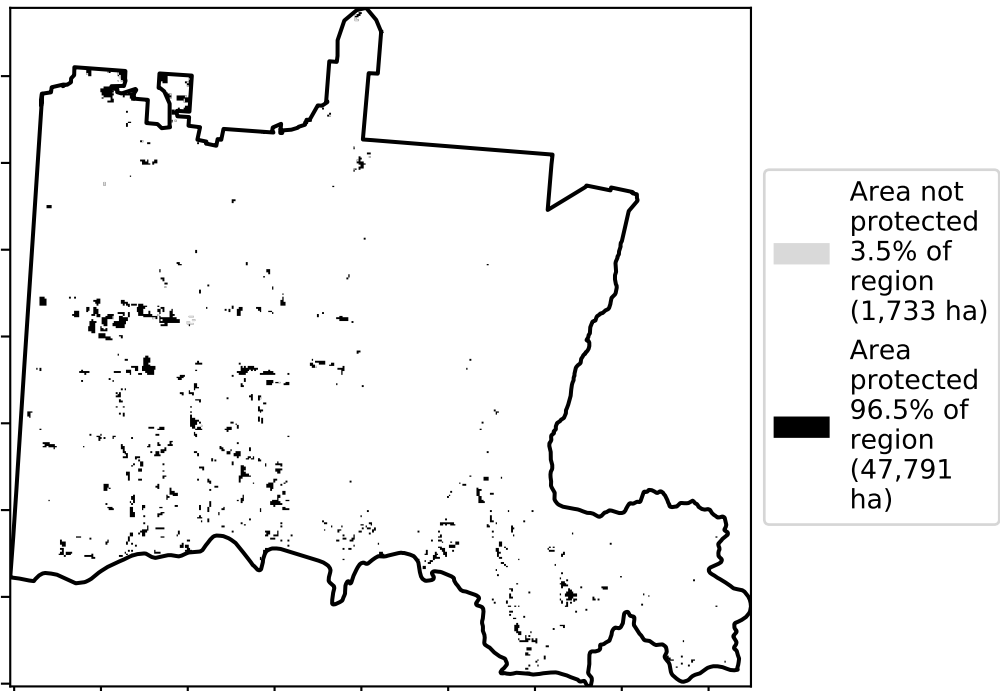 Area not
protected
3.5% of
region
(1,733 ha)
Area
protected
96.5% of
region
(47,791
ha)